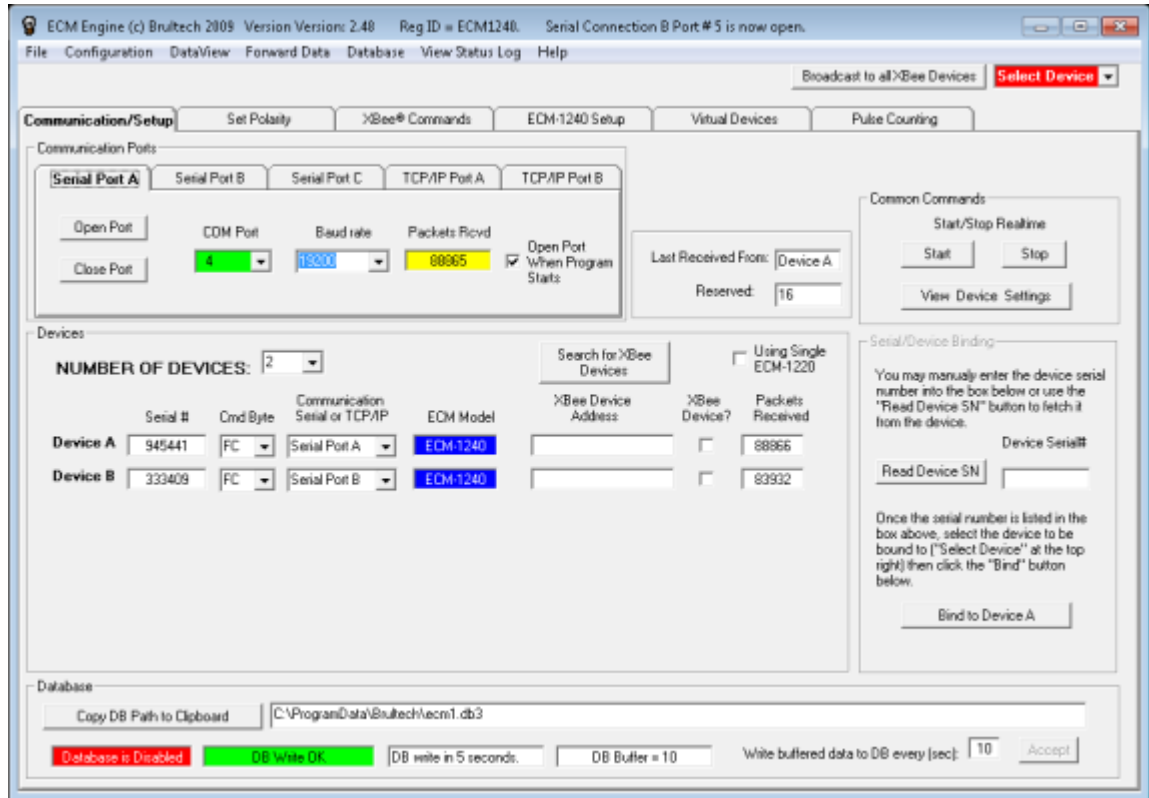 ECM Engine (c) Brultech 2009 Version Version: 2.48 Reg ID = ECM1240. Serial Connection B Port # 5 is now open.
File Configuration DataView Forward Data Database View Status Log Help
Broadcast to all XBee Devices Select Device
Communication/Setup Set Polarity XBee® Commands ECM-1240 Setup Virtual Devices Pulse Counting
Communication Ports
Serial Port A Serial Port B Serial Port C TCP/IP Port A TCP/IP Port B
Open Port
Close Port
COM Port
4
Baud rate
19200
Packets Rcvd
88865
Open Port
When Program
Starts
Last Received From: Device A
Reserved: 16
Common Commands
Start/Stop Realtime
Start Stop
View Device Settings
Devices
NUMBER OF DEVICES: 2
Search for XBee
Devices
Using Single
ECM-1220
Serial # Cmd Byte Communication
Serial or TCP/IP ECM Model XBee Device
Address XBee
Device? Packets
Received
Device A 945441 FC Serial Port A ECM-1240 88866
Device B 333409 FC Serial Port B ECM-1240 83932
Serial/Device Binding
You may manualy enter the device serial
number into the box below or use the
"Read Device SN" button to fetch it
from the device.
Device Serial#
Read Device SN
Once the serial number is listed in the
box above, select the device to be
bound to ("Select Device" at the top
right) then click the "Bind" button
below.
Bind to Device A
Database
Copy DB Path to Clipboard C:\ProgramData\Brultech\ecm1.db3
Database is Disabled DB Write OK DB write in 5 seconds. DB Buffer = 10 Write buffered data to DB every (sec): 10 Accept